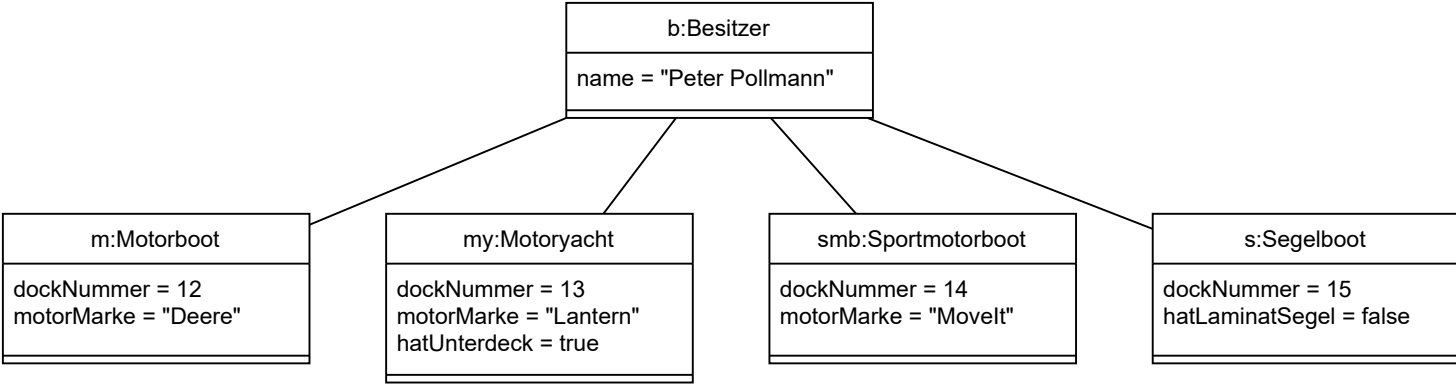 b:Besitzer
name = "Peter Pollmann"
m:Motorboot
dockNummer = 12
motorMarke = "Deere"
my:Motoryacht
dockNummer = 13
motorMarke = "Lantern"
hatUnterdeck = true
smb:Sportmotorboot
dockNummer = 14
motorMarke = "MoveIt"
s:Segelboot
dockNummer = 15
hatLaminatSegel = false